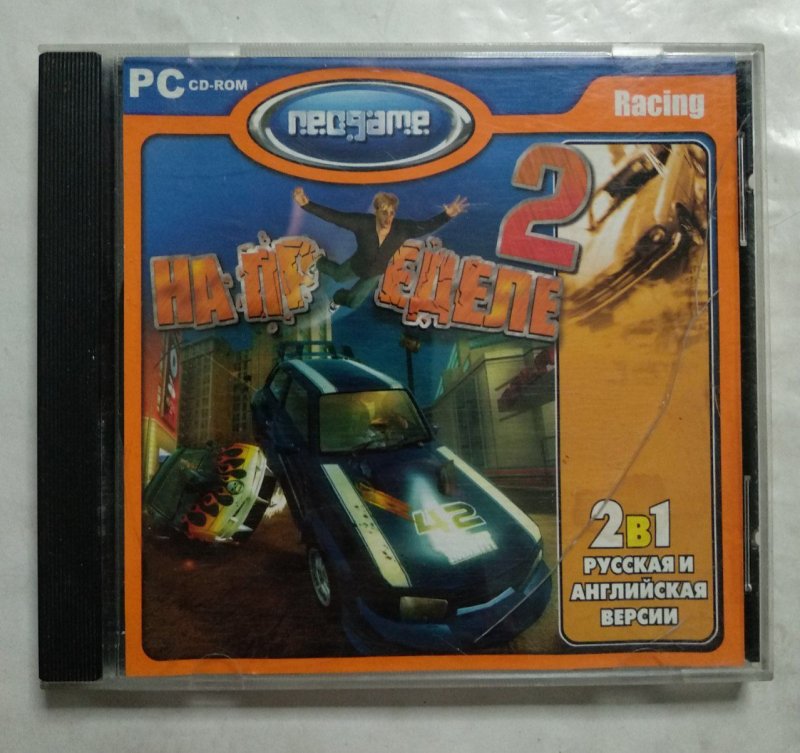 PC CD-ROM
neogame
Racing
НА ПРЕДЕЛЕ 2
42
2в1
РУССКАЯ И
АНГЛИЙСКАЯ
ВЕРСИИ